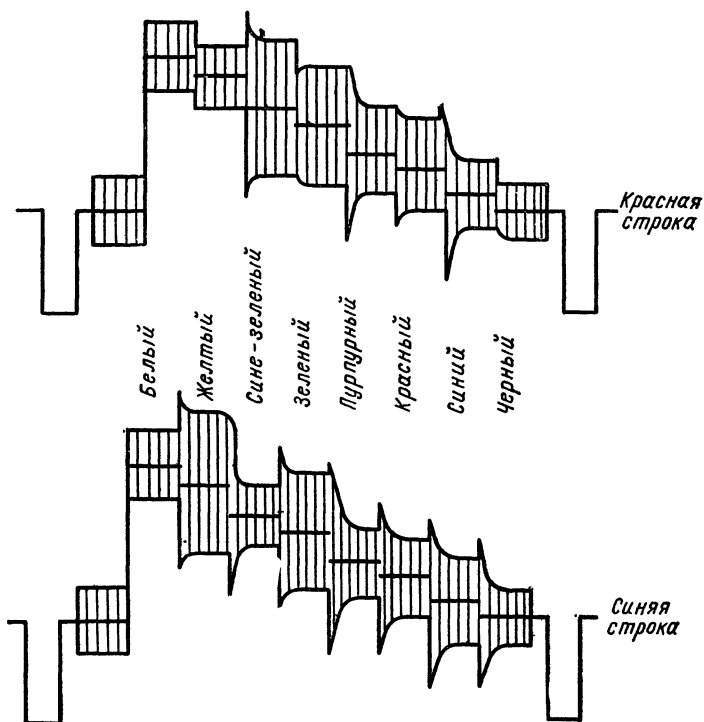 Красная
строка
Белый
Желтый
Сине-зеленый
Зеленый
Пурпурный
Красный
Синий
Черный
Синяя
строка